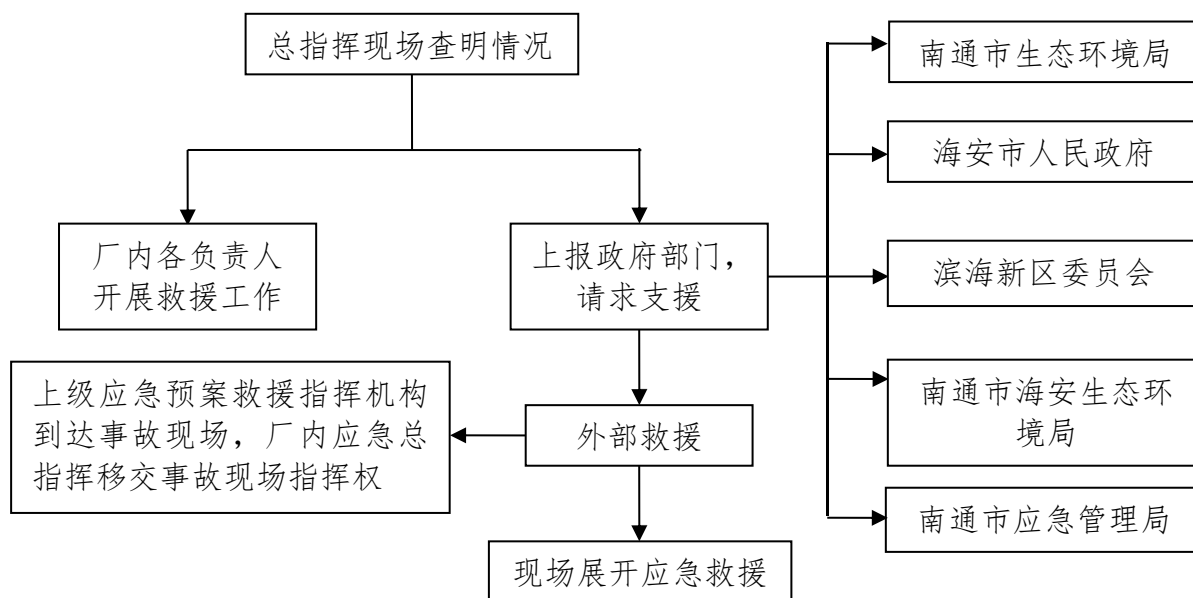 总指挥现场查明情况
南通市生态环境局
海安市人民政府
厂内各负责人
开展救援工作
上报政府部门，
请求支援
滨海新区委员会
上级应急预案救援指挥机构
到达事故现场，厂内应急总
指挥移交事故现场指挥权
外部救援
南通市海安生态环
境局
南通市应急管理局
现场展开应急救援